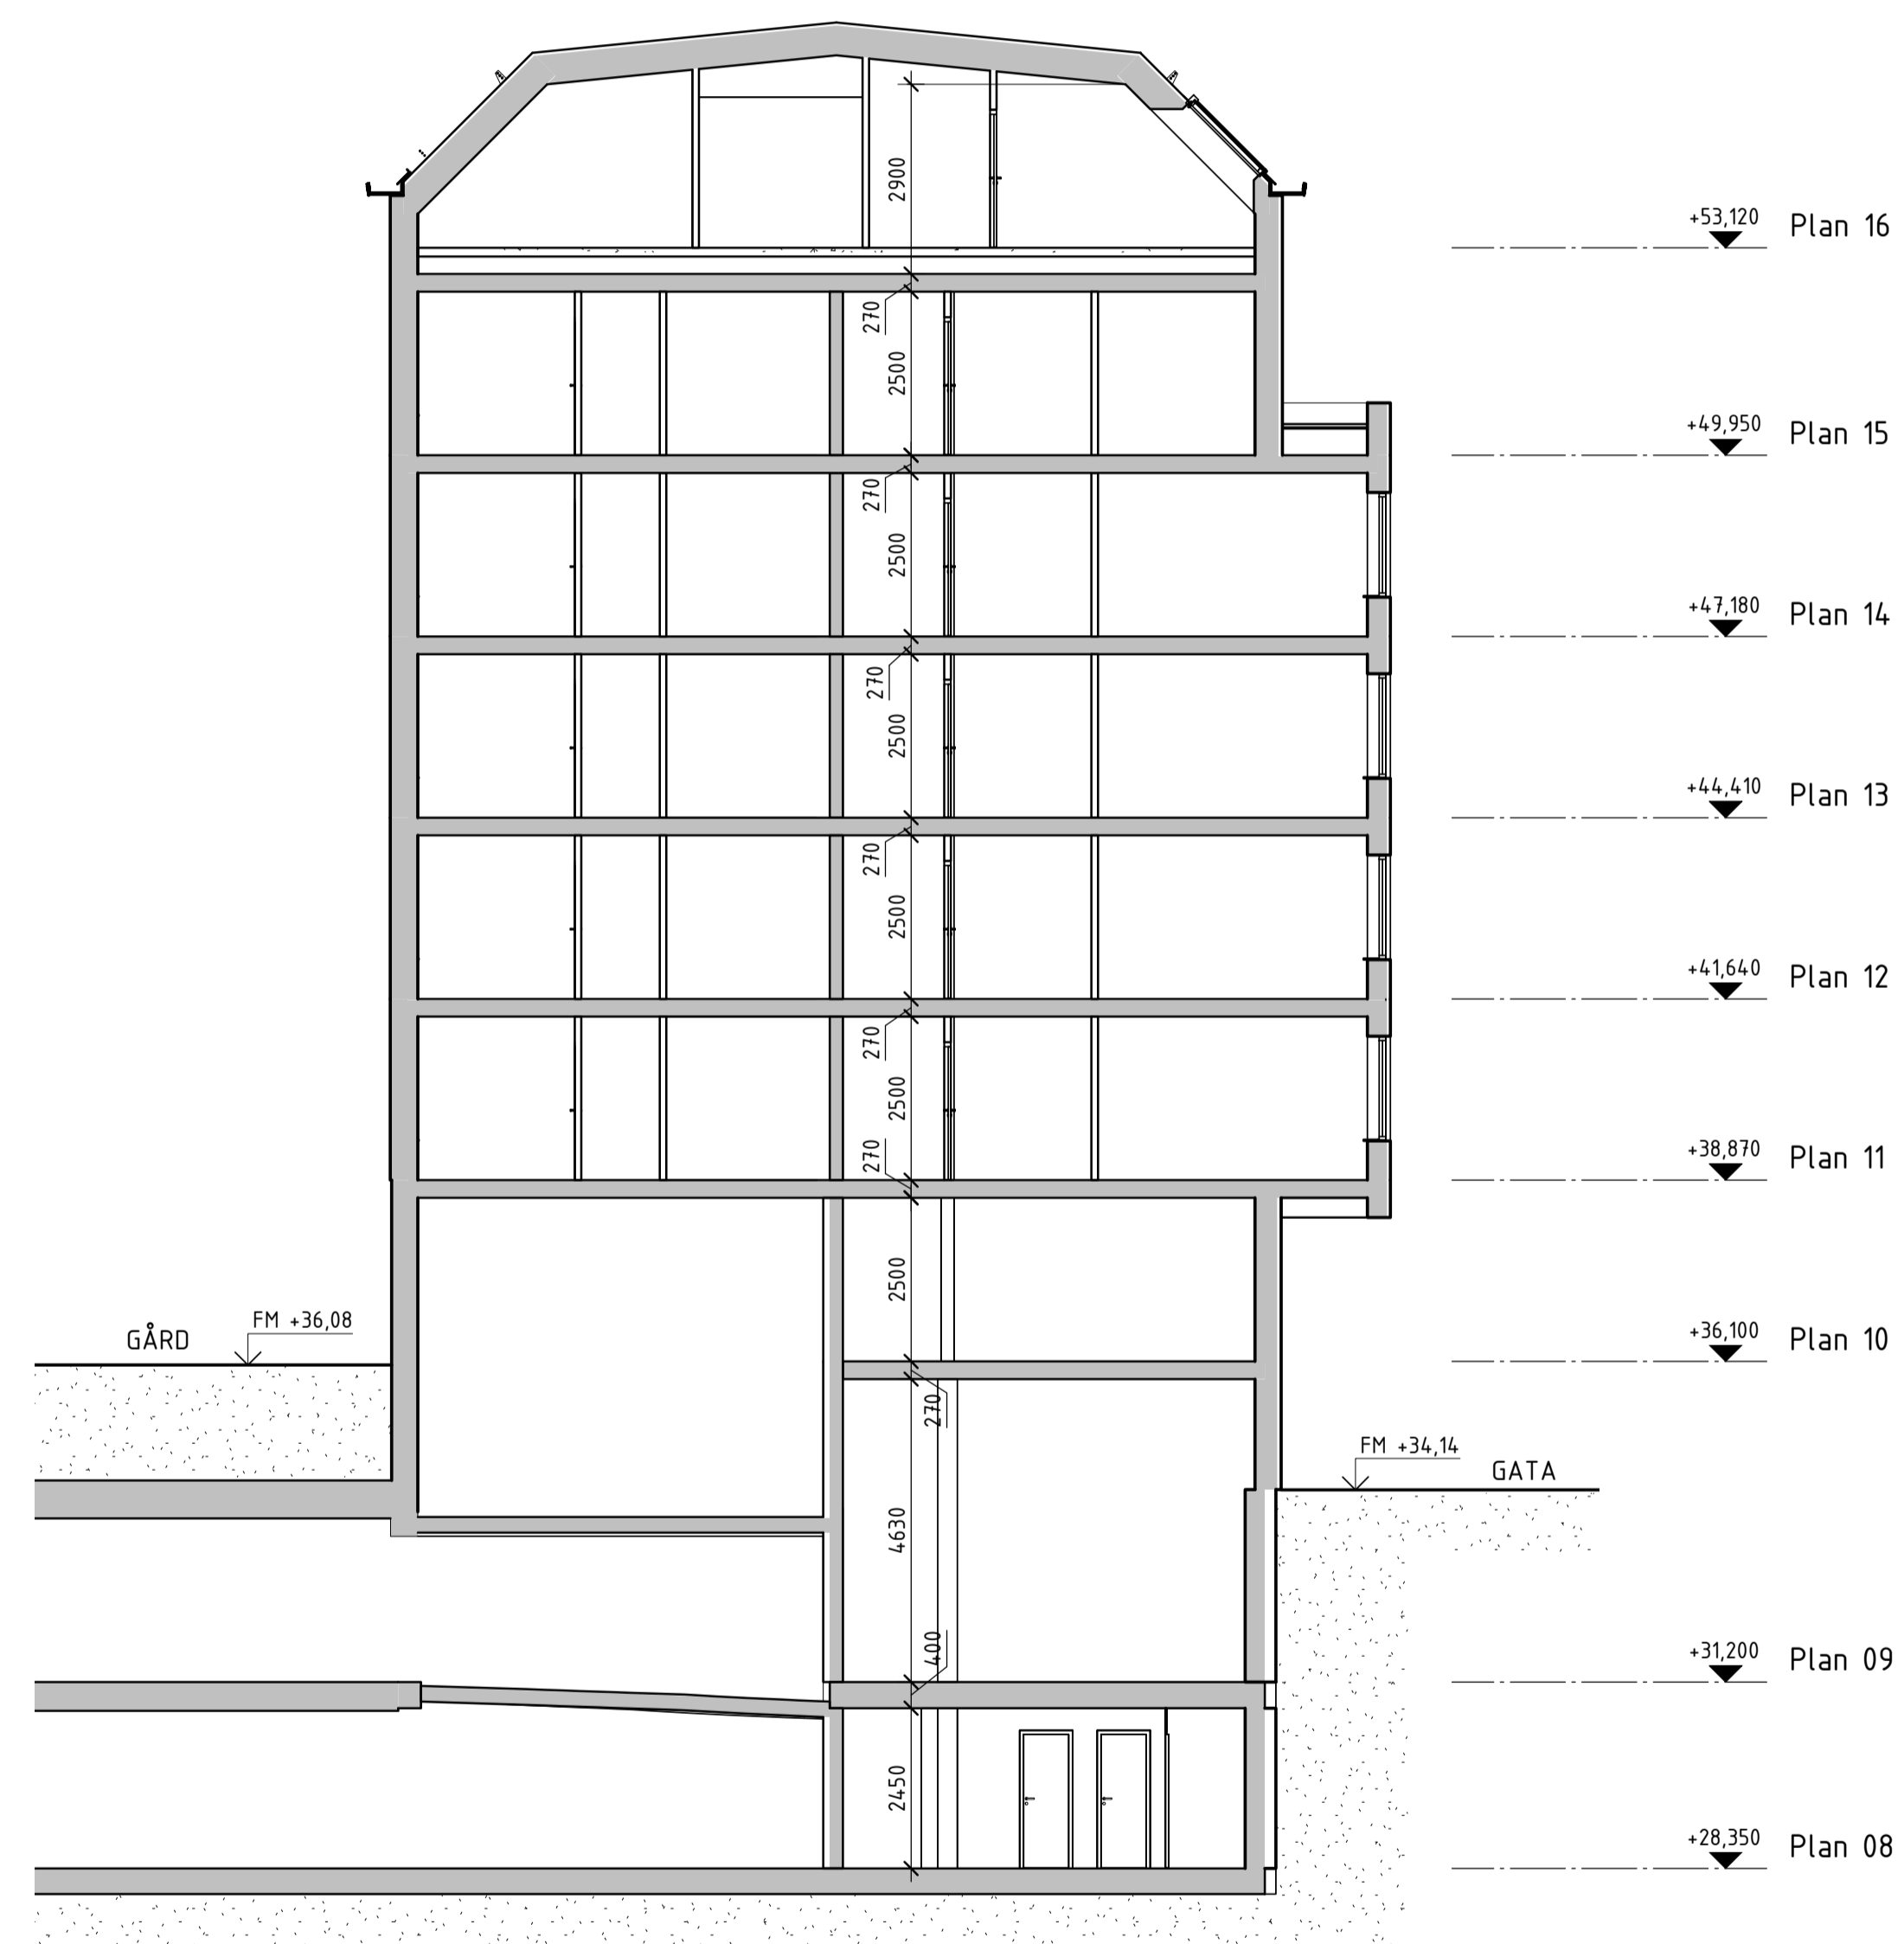 2900
+53,120 Plan 16
270
2500
+49,950 Plan 15
270
2500
+47,180 Plan 14
270
2500
+44,410 Plan 13
270
2500
+41,640 Plan 12
270
2500
270
+38,870 Plan 11
2500
GÅRD
FM +36,08
+36,100 Plan 10
270
FM +34,14
GATA
4630
400
+31,200 Plan 09
2450
+28,350 Plan 08